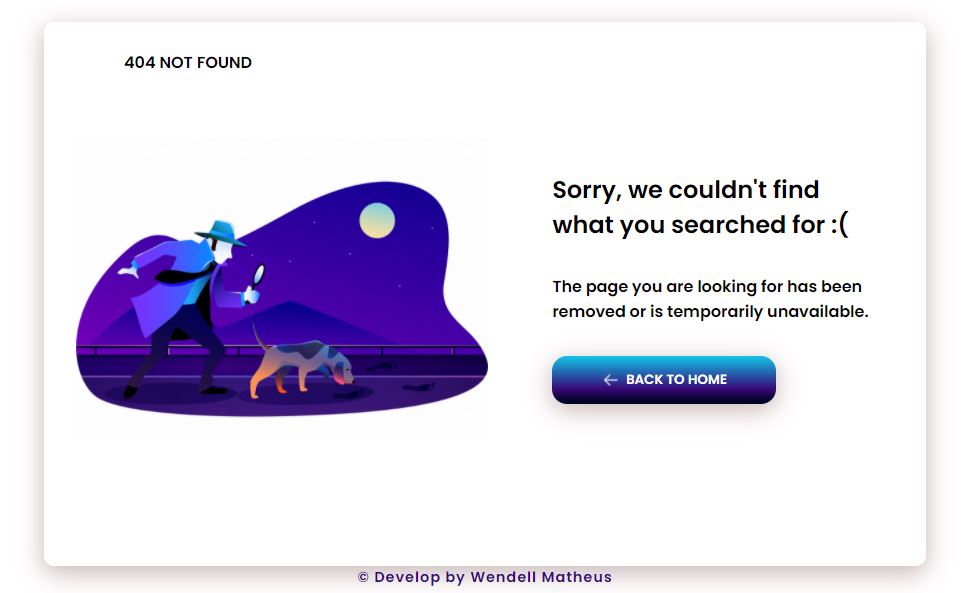 404 NOT FOUND
Sorry, we couldn't find
what you searched for :(
The page you are looking for has been
removed or is temporarily unavailable.
BACK TO HOME
© Develop by Wendell Matheus